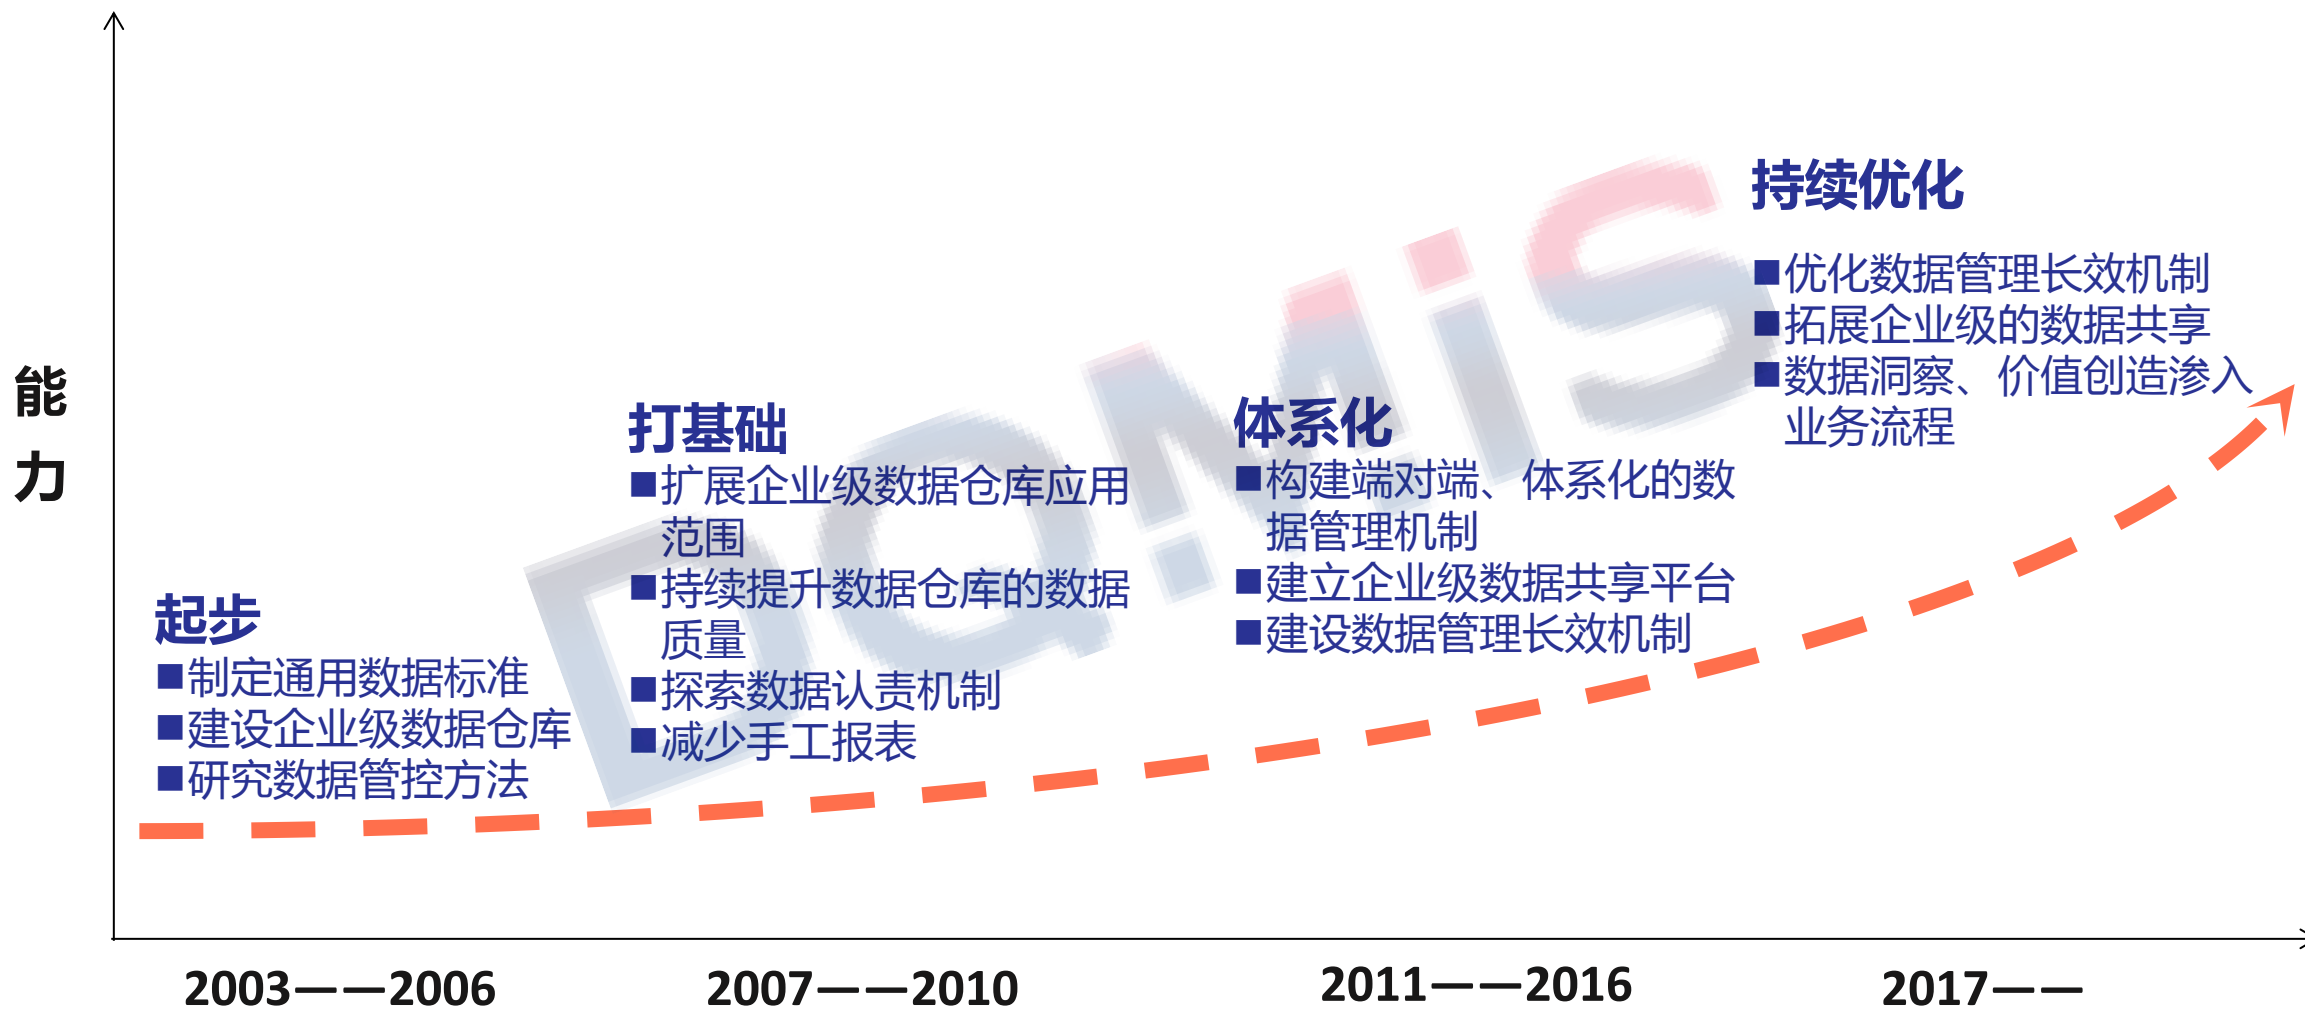 能
力
起步
■制定通用数据标准
■建设企业级数据仓库
■研究数据管控方法
打基础
■扩展企业级数据仓库应用
范围
■持续提升数据仓库的数据
质量
■探索数据认责机制
■减少手工报表
体系化
■构建端对端、体系化的数
据管理机制
■建立企业级数据共享平台
■建设数据管理长效机制
持续优化
■优化数据管理长效机制
■拓展企业级的数据共享
■数据洞察、价值创造渗入
业务流程
DQMiS
2003——2006
2007——2010
2011——2016
2017——